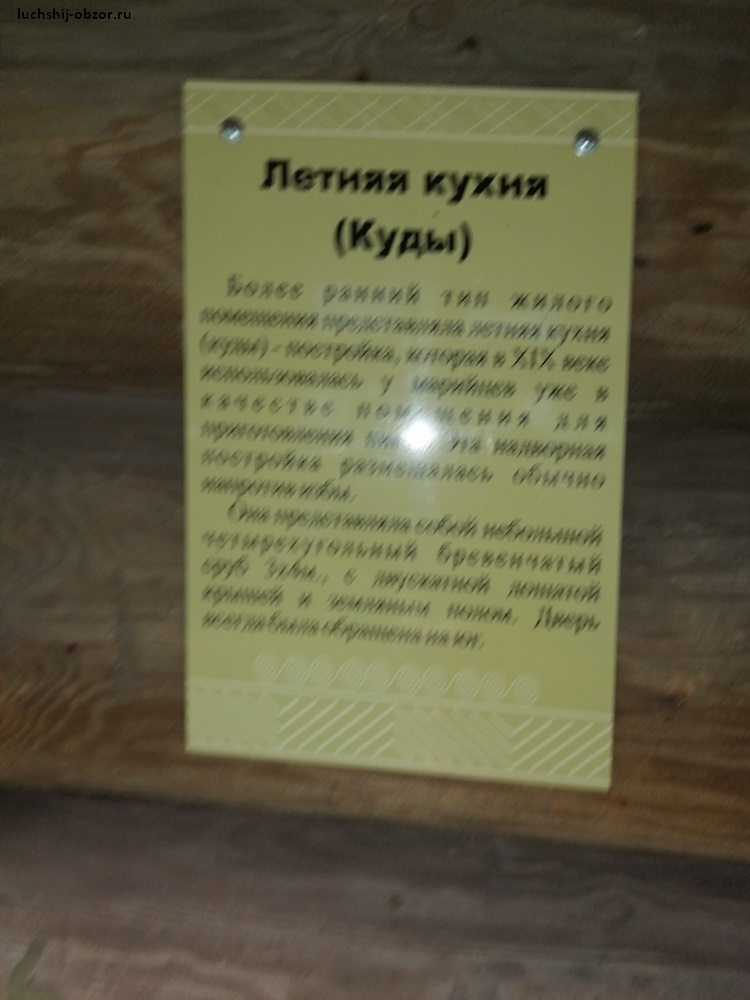 luchshij-obzor.ru
Летняя кухня
(Куды)
Более ранний тип жилого
помещения представляла летняя кухня
(куды) - постройка, которая в XIX веке
использовалась у марийцев уже в
качестве помещения для
приготовления Эта надворная
постройка размещалась обычно
напротив избы.
Она представляла собой небольшой
четырехугольный бревенчатый
сруб 3х4м., с двускатной дощатой
крышей и земляным полом. Дверь
всегда была обращена на юг.